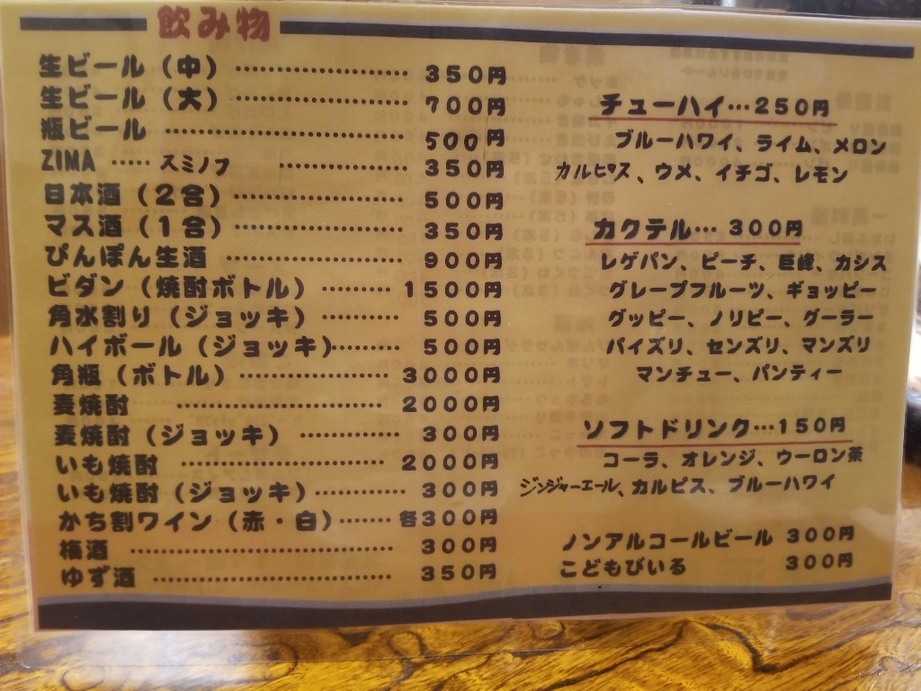 飲み物
生ビール（中）……………………350円
生ビール（大）……………………700円
瓶ビール ……………………500円
ZIMA …… スミノフ 350円
日本酒（2合）……………………500円
マス酒（1合）……………………350円
ぴんぽん生酒 ……………………900円
ビダン（焼酎ボトル）………1500円
角水割り（ジョッキ）…………500円
ハイボール（ジョッキ）………500円
角瓶（ボトル）………………3000円
麦焼酎 ……………………2000円
麦焼酎（ジョッキ）……………300円
いも焼酎 ……………………2000円
いも焼酎（ジョッキ）…………300円
かち割ワイン（赤・白）………各300円
梅酒 ……………………300円
ゆず酒 ……………………350円
チューハイ…250円
ブルーハワイ、ライム、メロン
カルピス、ウメ、イチゴ、レモン
カクテル…300円
レゲパン、ピーチ、巨峰、カシス
グレープフルーツ、ギョッピー
グッピー、ノリピー、グーラー
パイズリ、センズリ、マンズリ
マンチュー、パンティー
ソフトドリンク…150円
コーラ、オレンジ、ウーロン茶
ジンジャーエール、カルピス、ブルーハワイ
ノンアルコールビール 300円
こどもびいる 300円